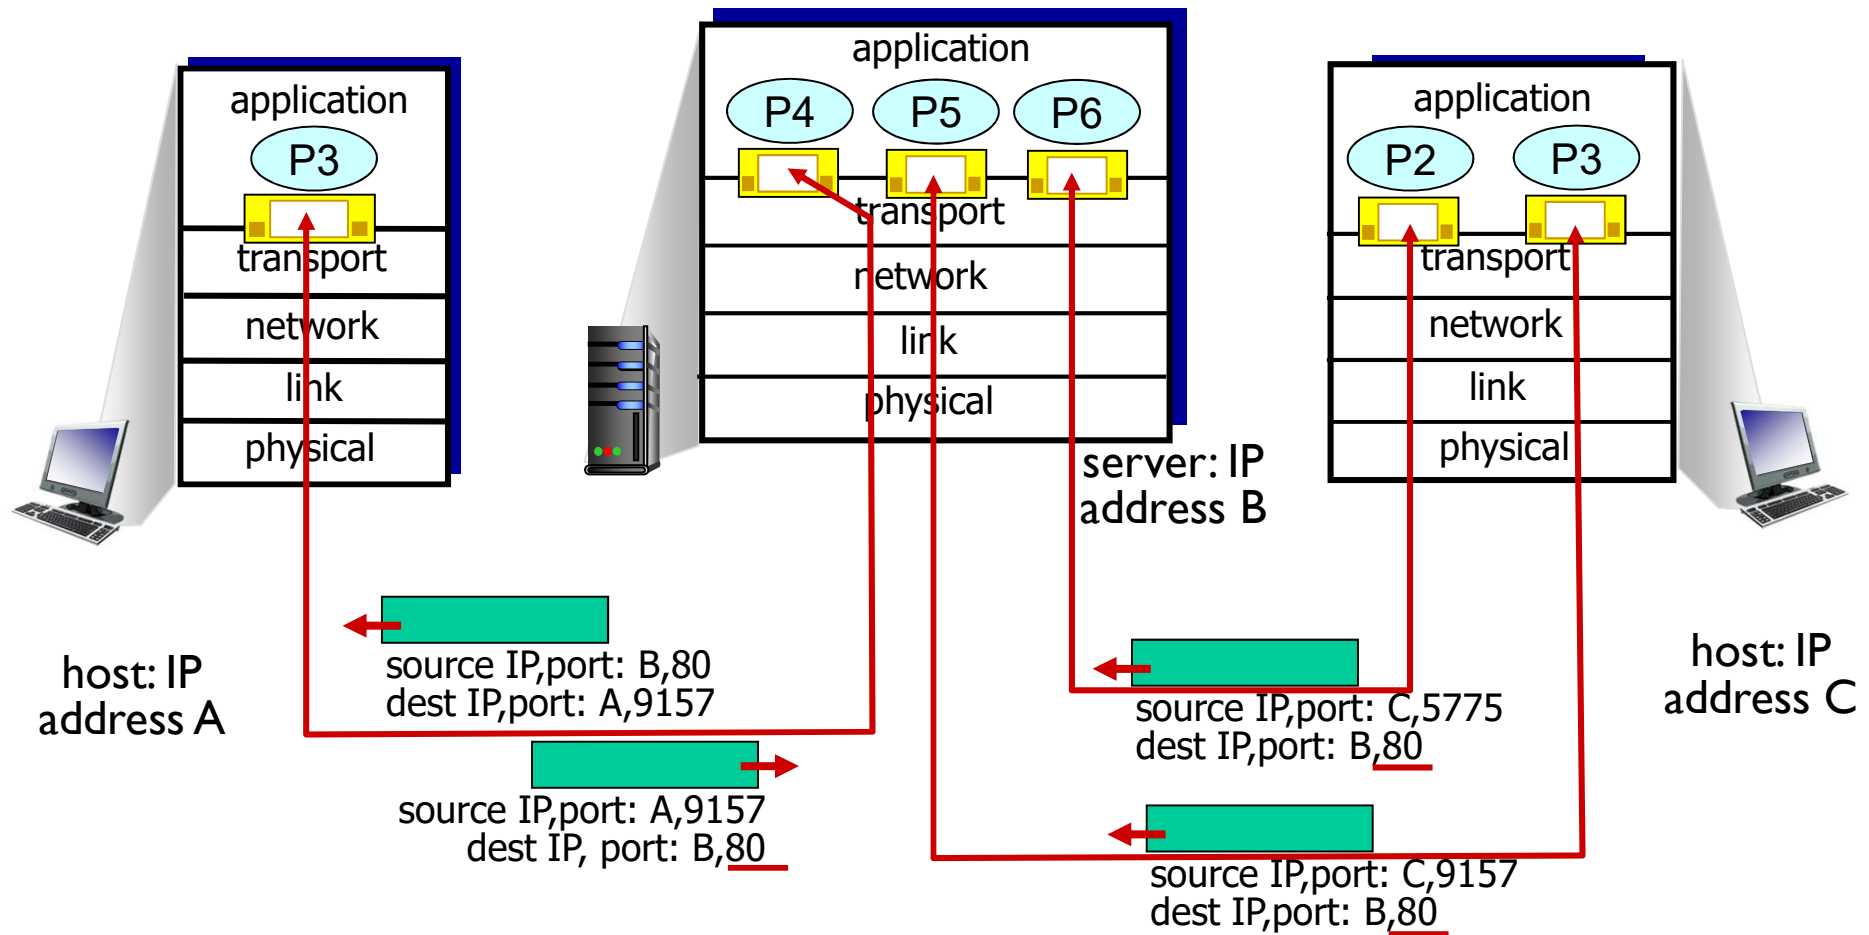 application
P3
transport
network
link
physical
host: IP
address A
application
P4
P5
P6
transport
network
link
physical
server: IP
address B
application
P2
P3
transport
network
link
physical
host: IP
address C
source IP,port: B,80
dest IP,port: A,9157
source IP,port: A,9157
dest IP, port: B,80
source IP,port: C,5775
dest IP,port: B,80
source IP,port: C,9157
dest IP,port: B,80